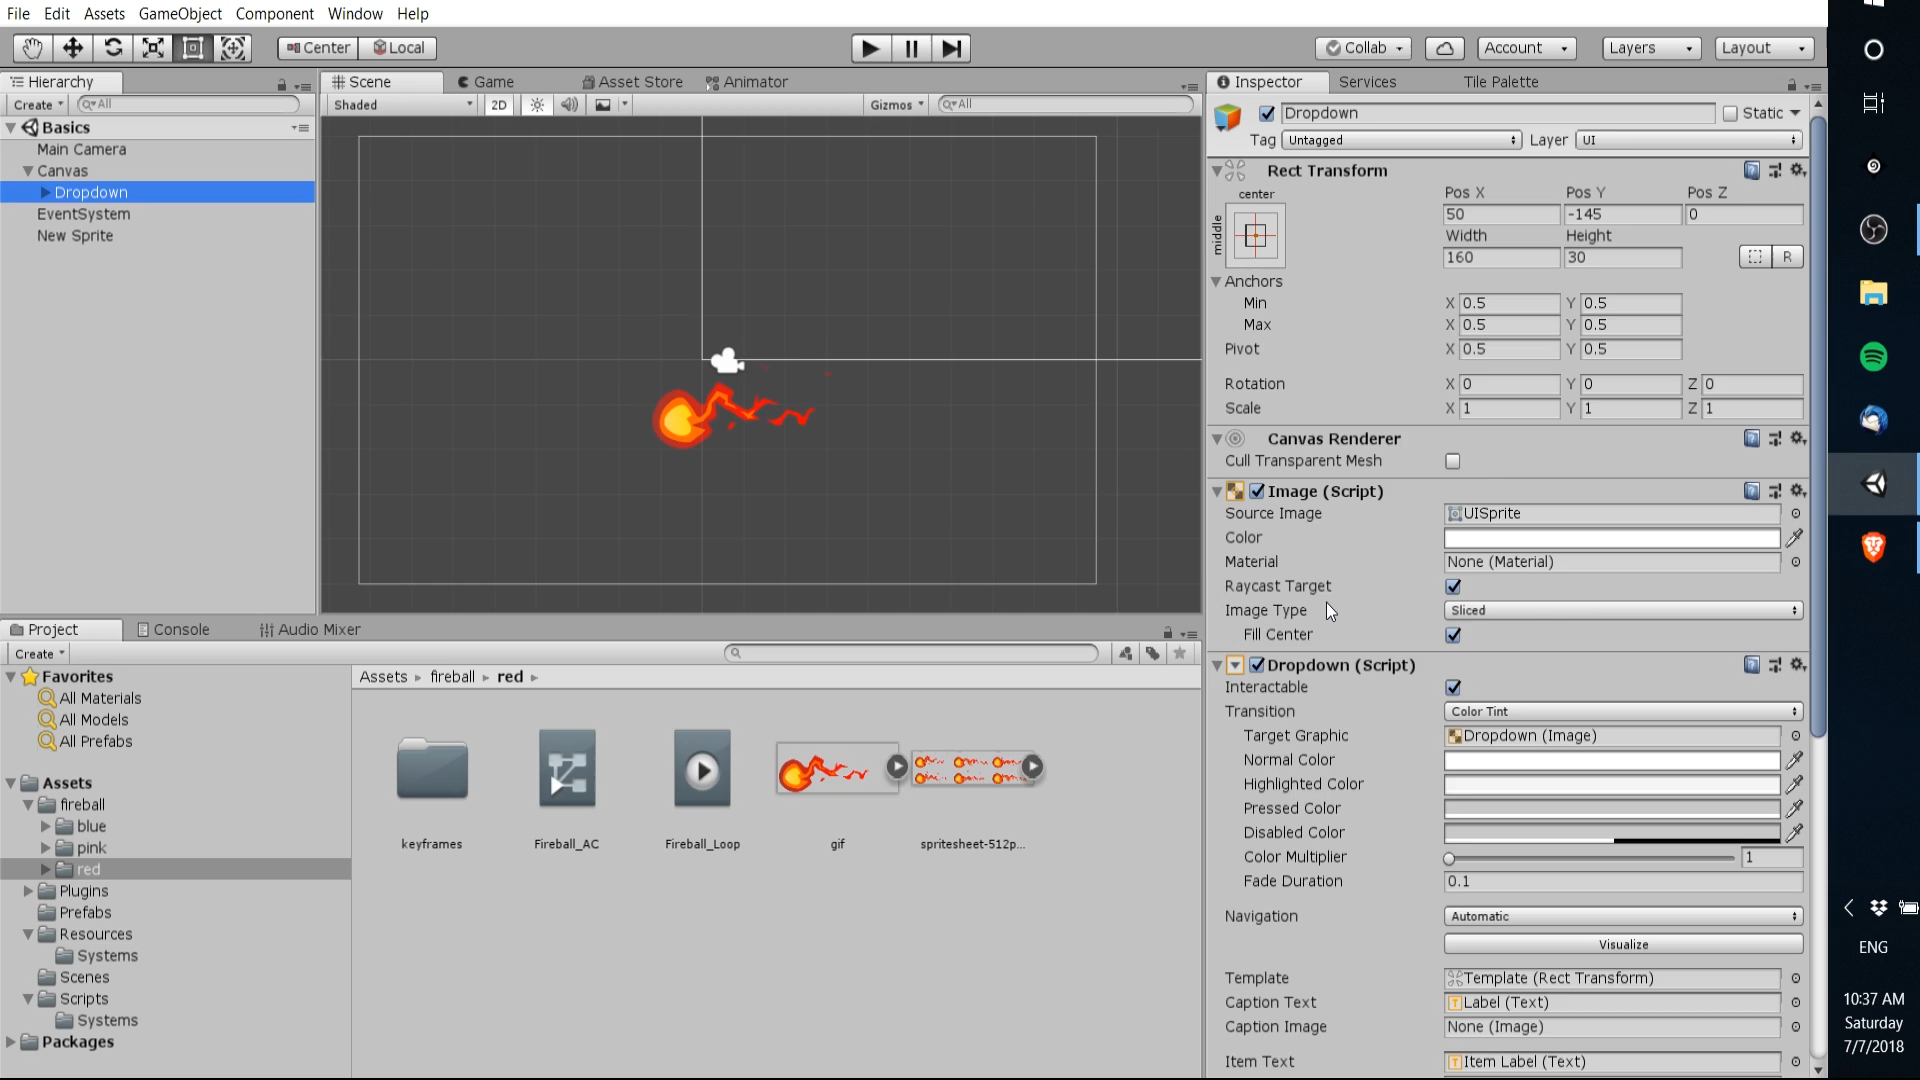 File Edit Assets GameObject Component Window Help
Center Local Collab Account Layers Layout
Hierarchy
Create All
Basics
Main Camera
Canvas
Dropdown
EventSystem
New Sprite
Scene Game Asset Store Animator
Shaded 2D Gizmos All
Inspector Services Tile Palette
Dropdown Static
Tag Untagged Layer UI
Rect Transform
center Pos X Pos Y Pos Z
middle 50 -145 0
Width Height
160 30 R
Anchors
Min X 0.5 Y 0.5
Max X 0.5 Y 0.5
Pivot X 0.5 Y 0.5
Rotation X 0 Y 0 Z 0
Scale X 1 Y 1 Z 1
Canvas Renderer
Cull Transparent Mesh
Image (Script)
Source Image UISprite
Color
Material None (Material)
Raycast Target
Image Type Sliced
Fill Center
Dropdown (Script)
Interactable
Transition Color Tint
Target Graphic Dropdown (Image)
Normal Color
Highlighted Color
Pressed Color
Disabled Color
Color Multiplier 1
Fade Duration 0.1
Navigation Automatic
Visualize
Template Template (Rect Transform)
Caption Text T Label (Text)
Caption Image None (Image)
Item Text T Item Label (Text)
Project Console Audio Mixer
Create
Favorites
All Materials
All Models
All Prefabs
Assets
fireball
blue
pink
red
Plugins
Prefabs
Resources
Systems
Scenes
Scripts
Systems
Packages
Assets fireball red
keyframes Fireball_AC Fireball_Loop gif spritesheet-512p...
ENG
10:37 AM
Saturday
7/7/2018